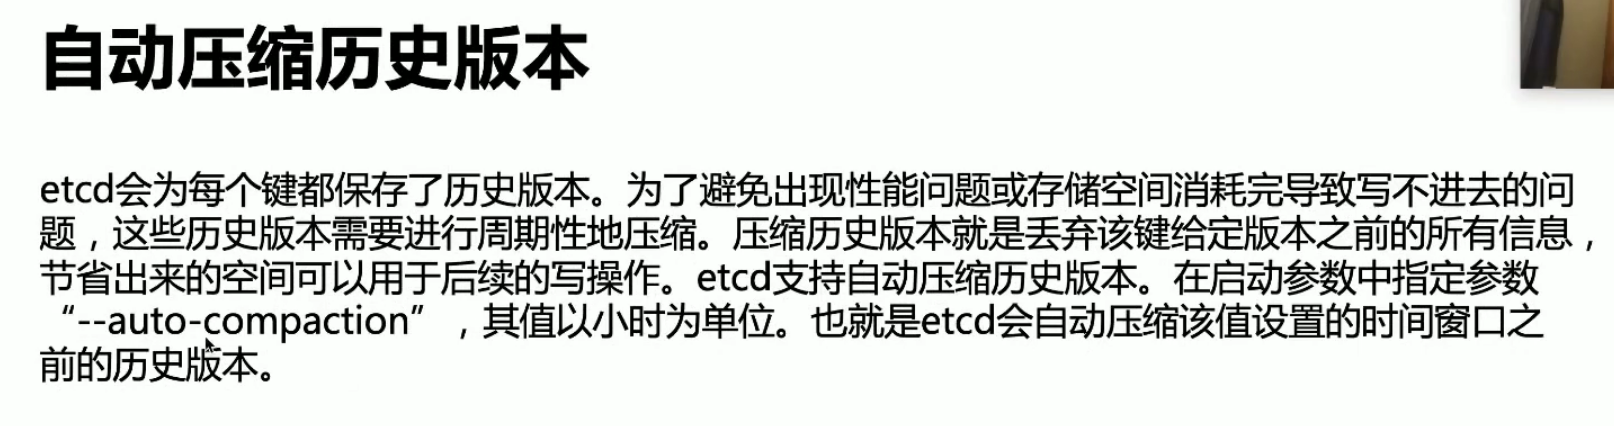 自动压缩历史版本
etcd会为每个键都保存了历史版本。为了避免出现性能问题或存储空间消耗完导致写不进去的问
题，这些历史版本需要进行周期性地压缩。压缩历史版本就是丢弃该键给定版本之前的所有信息，
节省出来的空间可以用于后续的写操作。etcd支持自动压缩历史版本。在启动参数中指定参数
“--auto-compaction”，其值以小时为单位。也就是etcd会自动压缩该值设置的时间窗口之
前的历史版本。